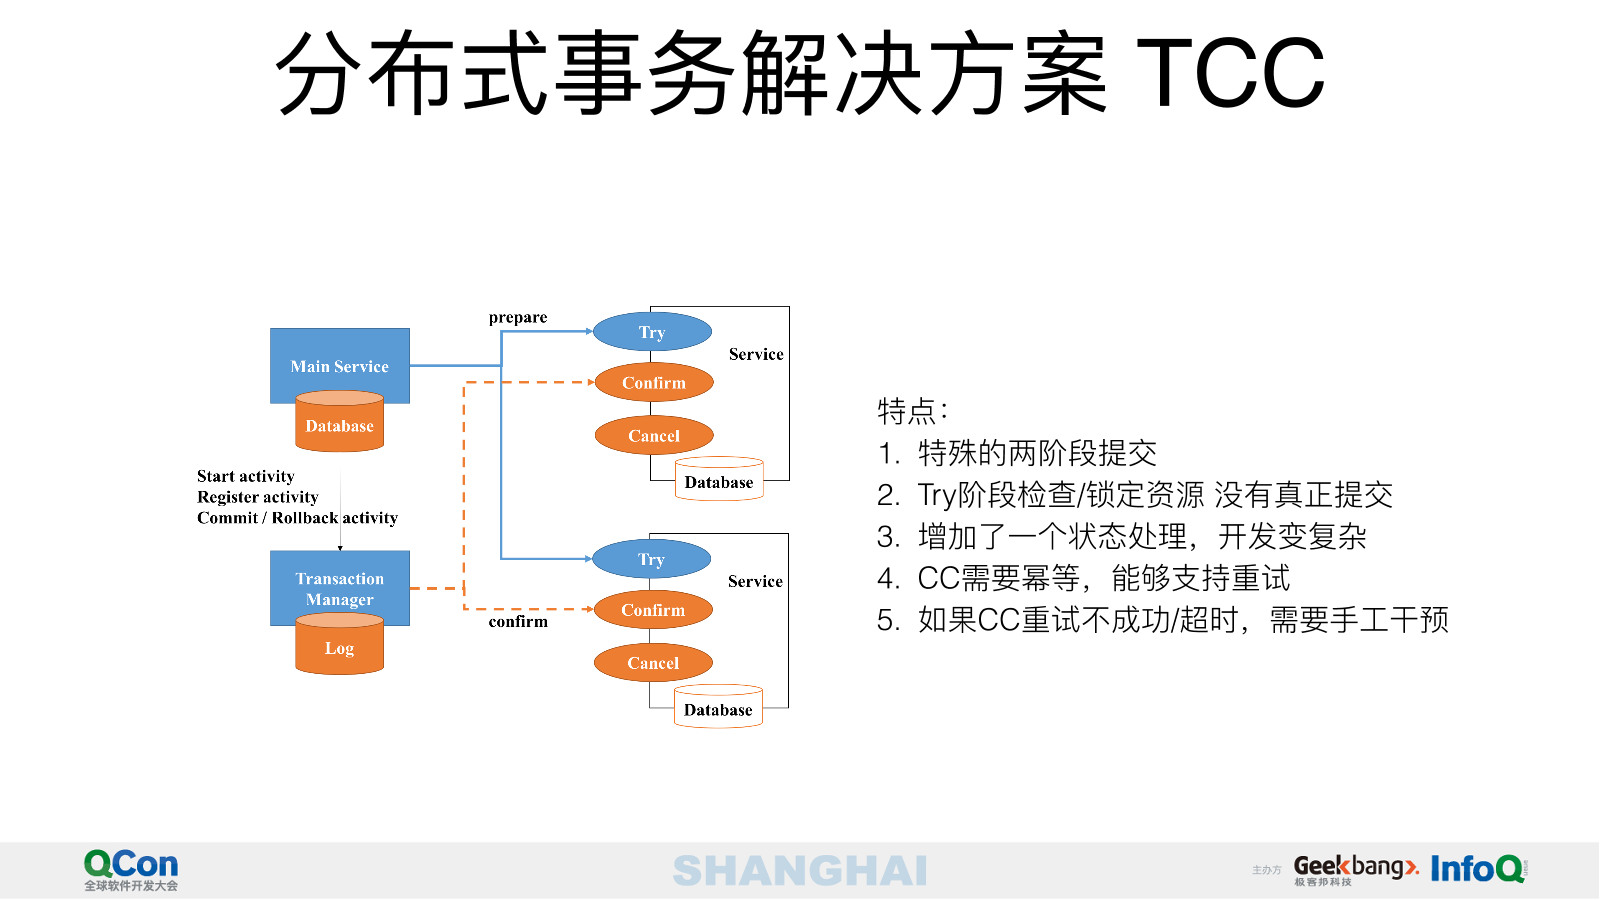 分布式事务解决方案 TCC
prepare
Try
Service
Main Service
Confirm
Database
Cancel
Database
Start activity
Register activity
Commit / Rollback activity
Try
Service
Transaction
Manager
Confirm
confirm
Log
Cancel
Database
特点：
1. 特殊的两阶段提交
2. Try阶段检查/锁定资源 没有真正提交
3. 增加了一个状态处理，开发变复杂
4. CC需要幂等，能够支持重试
5. 如果CC重试不成功/超时，需要手工干预
QCon
全球软件开发大会
SHANGHAI
主办方
Geekbang>.
极客邦科技
InfoQ